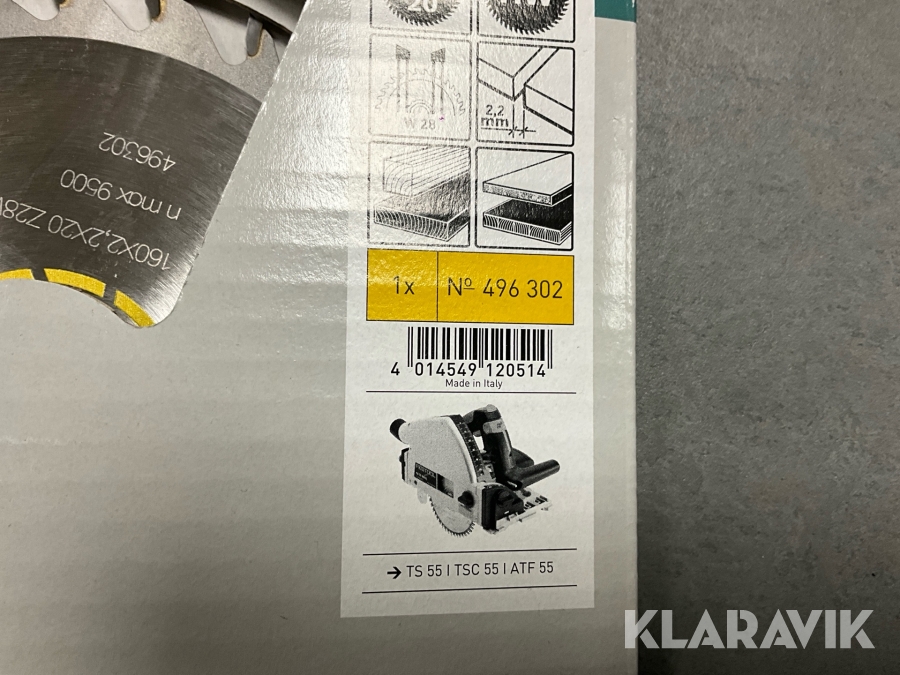 20
W 28
2,2
mm
496302
n max 9500
160X2,2X20 Z28
1x
Nº 496 302
4 014549 120514
Made in Italy
TS 55 I TSC 55 I ATF 55
KLARAVIK